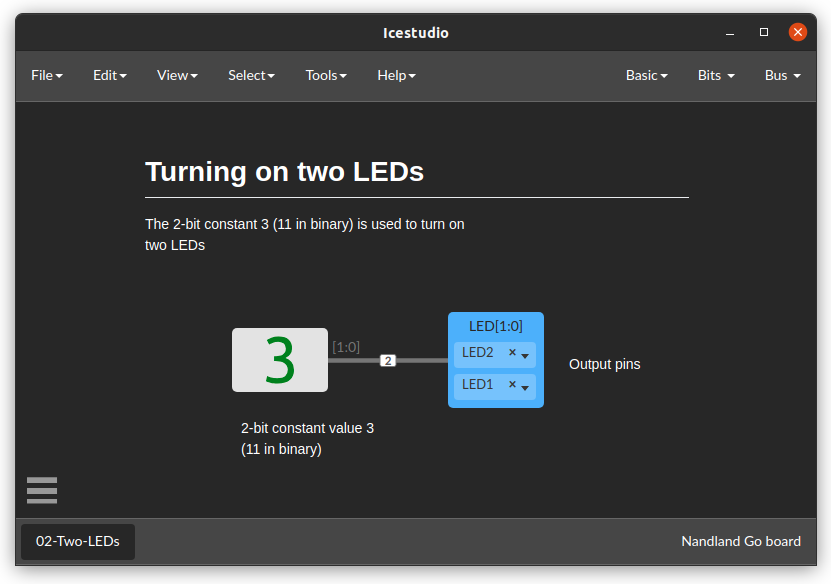 Icestudio
File Edit View Select Tools Help Basic Bits Bus
Turning on two LEDs
The 2-bit constant 3 (11 in binary) is used to turn on
two LEDs
LED[1:0]
3 [1:0] 2 LED2 ×
LED1 ×
Output pins
2-bit constant value 3
(11 in binary)
02-Two-LEDs Nandland Go board